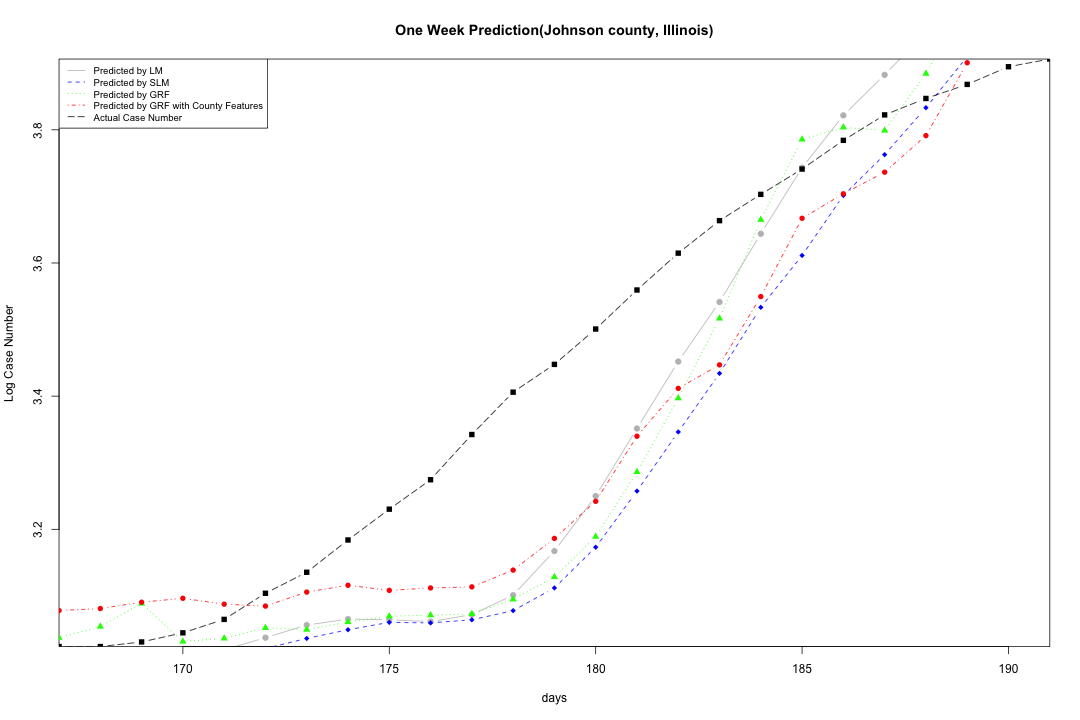 One Week Prediction(Johnson county, Illinois)
Predicted by LM
Predicted by SLM
Predicted by GRF
Predicted by GRF with County Features
Actual Case Number
Log Case Number
3.8
3.6
3.4
3.2
170 175 180 185 190
days